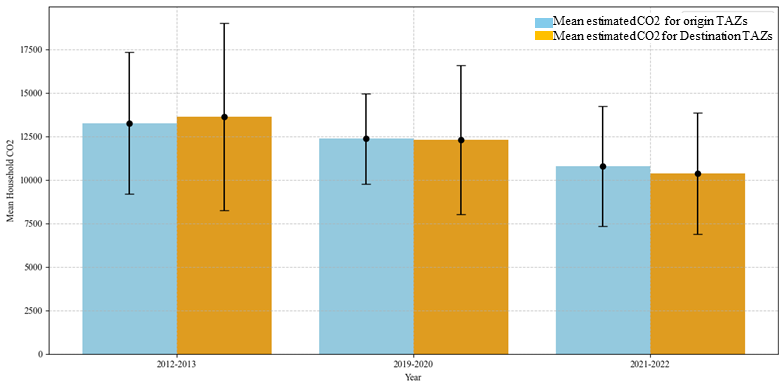 Mean estimated CO2 for origin TAZs
Mean estimated CO2 for Destination TAZs
Mean Household CO2
17500
15000
12500
10000
7500
5000
2500
0
2012-2013
2019-2020
2021-2022
Year